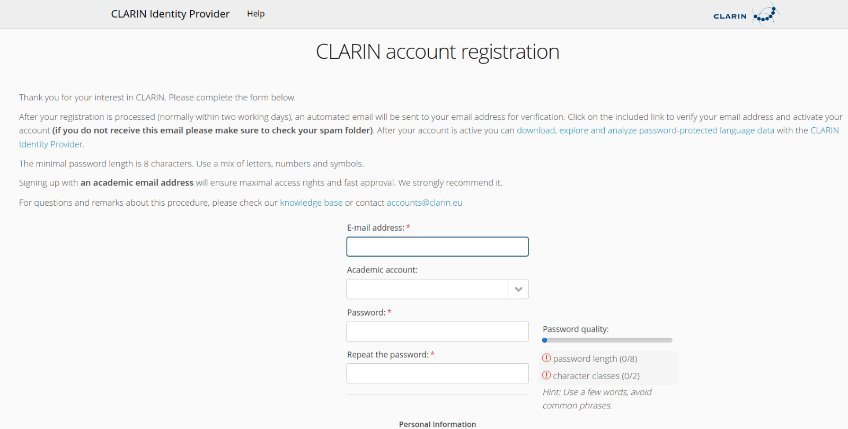 CLARIN Identity Provider Help CLARIN
CLARIN account registration
Thank you for your interest in CLARIN. Please complete the form below.
After your registration is processed (normally within two working days), an automated email will be sent to your email address for verification. Click on the included link to verify your email address and activate your
account (if you do not receive this email please make sure to check your spam folder). After your account is active you can download, explore and analyze password-protected language data with the CLARIN
Identity Provider.
The minimal password length is 8 characters. Use a mix of letters, numbers and symbols.
Signing up with an academic email address will ensure maximal access rights and fast approval. We strongly recommend it.
For questions and remarks about this procedure, please check our knowledge base or contact accounts@clarin.eu
E-mail address: *
Academic account:
Password: *
Password quality:
Repeat the password: *
password length (0/8)
character classes (0/2)
Hint: Use a few words, avoid
common phrases.
Personal Information